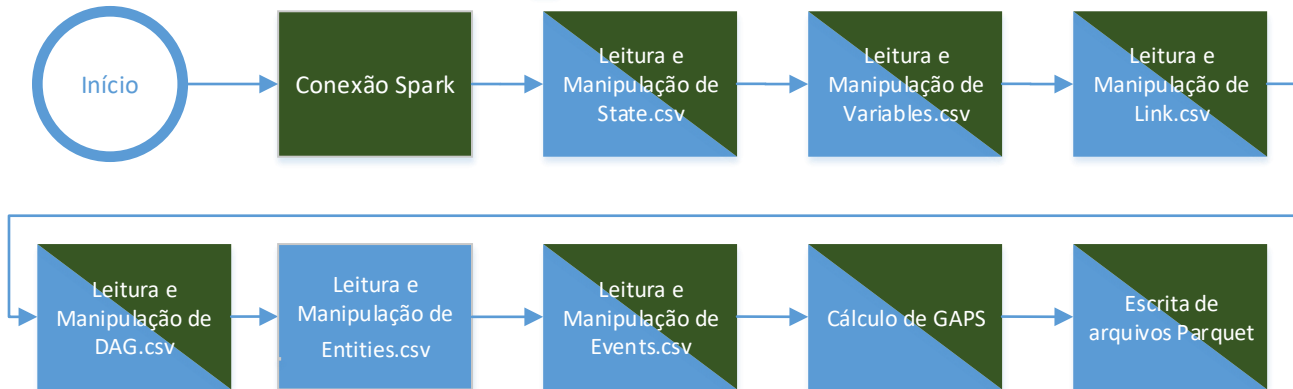 Início
Conexão Spark
Leitura e
Manipulação de
State.csv
Leitura e
Manipulação de
Variables.csv
Leitura e
Manipulação de
Link.csv
Leitura e
Manipulação de
DAG.csv
Leitura e
Manipulação de
Entities.csv
Leitura e
Manipulação de
Events.csv
Cálculo de GAPS
Escrita de
arquivos Parquet